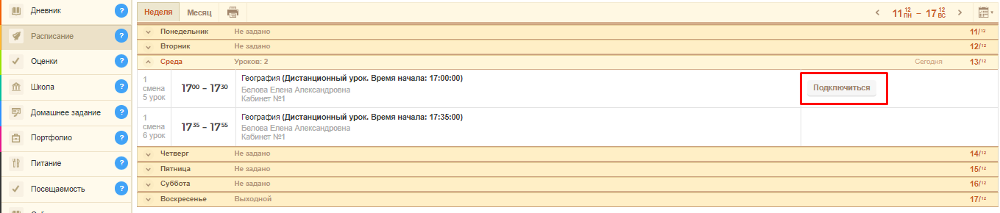 Дневник ?
Расписание ?
Оценки ?
Школа ?
Домашнее задание ?
Портфолио ?
Питание ?
Посещаемость ?
Неделя Месяц 11 12 ПН – 17 12 ВС
Понедельник Не задано 11/12
Вторник Не задано 12/12
Среда Уроков: 2 Сегодня 13/12
1 смена 5 урок
17 00 – 17 30
География (Дистанционный урок. Время начала: 17:00:00)
Белова Елена Александровна
Кабинет №1
Подключиться
1 смена 6 урок
17 35 – 17 55
География (Дистанционный урок. Время начала: 17:35:00)
Белова Елена Александровна
Кабинет №1
Четверг Не задано 14/12
Пятница Не задано 15/12
Суббота Не задано 16/12
Воскресенье Выходной 17/12